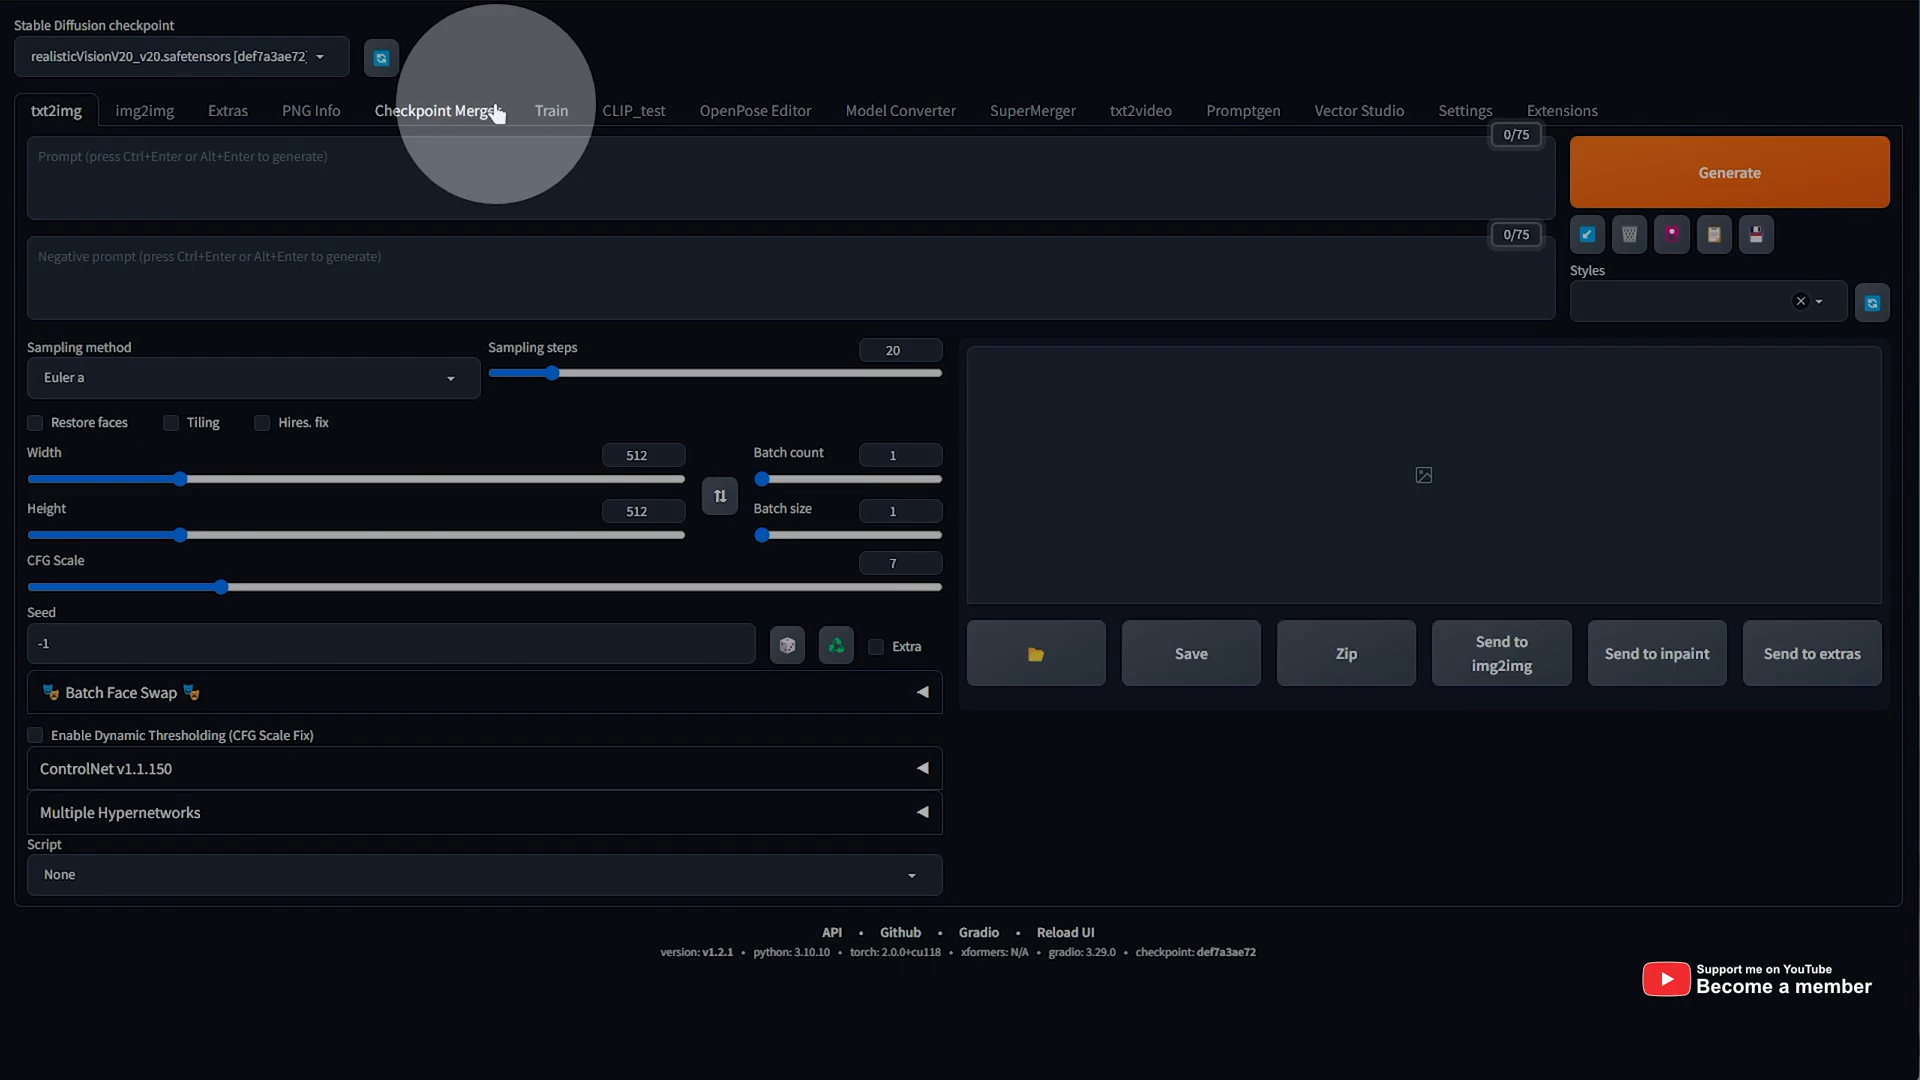 Stable Diffusion checkpoint
realisticVisionV20_v20.safetensors [def7a3ae72]
txt2img img2img Extras PNG Info Checkpoint Merger Train CLIP_test OpenPose Editor Model Converter SuperMerger txt2video Promptgen Vector Studio Settings Extensions
0/75
Prompt (press Ctrl+Enter or Alt+Enter to generate)
Generate
0/75
Negative prompt (press Ctrl+Enter or Alt+Enter to generate)
Styles
Sampling method
Euler a
Sampling steps
20
Restore faces Tiling Hires. fix
Width
512
Batch count
1
Height
512
Batch size
1
CFG Scale
7
Seed
-1
Extra
Save
Zip
Send to
img2img
Send to inpaint
Send to extras
Batch Face Swap
Enable Dynamic Thresholding (CFG Scale Fix)
ControlNet v1.1.150
Multiple Hypernetworks
Script
None
API • Github • Gradio • Reload UI
version: v1.2.1 • python: 3.10.10 • torch: 2.0.0+cu118 • xformers: N/A • gradio: 3.29.0 • checkpoint: def7a3ae72
Support me on YouTube
Become a member